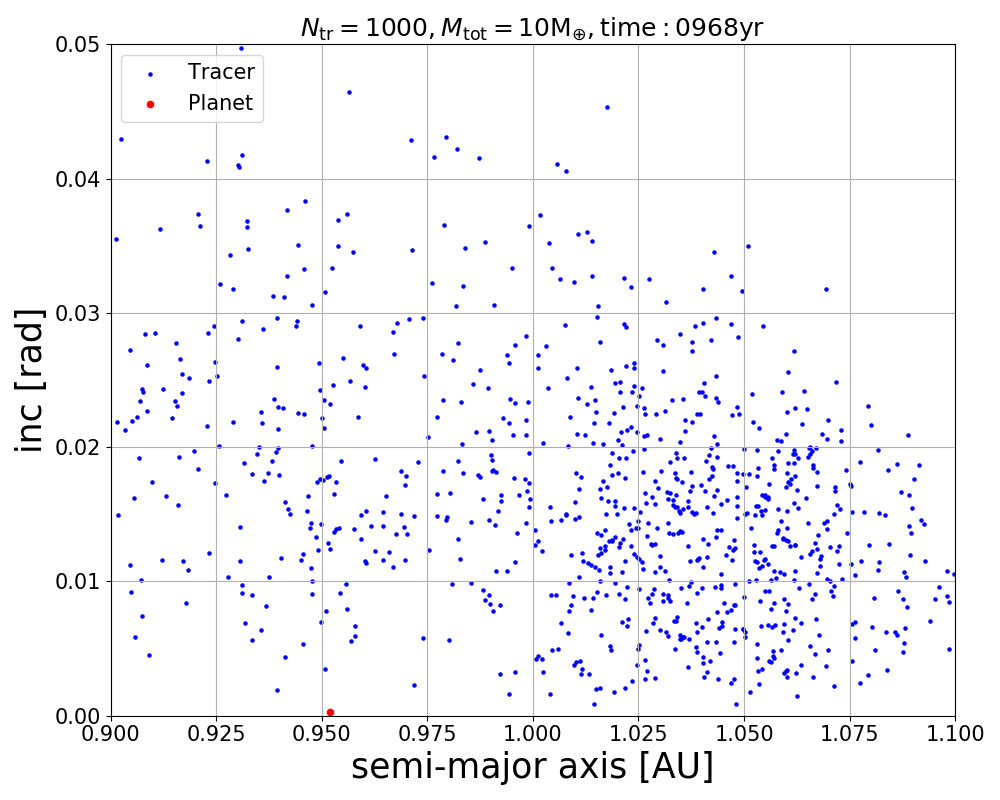 N_tr = 1000, M_tot = 10M_⊕, time : 0968yr
Tracer
Planet
0.05
0.04
0.03
0.02
0.01
0.00
inc [rad]
0.900 0.925 0.950 0.975 1.000 1.025 1.050 1.075 1.100
semi-major axis [AU]